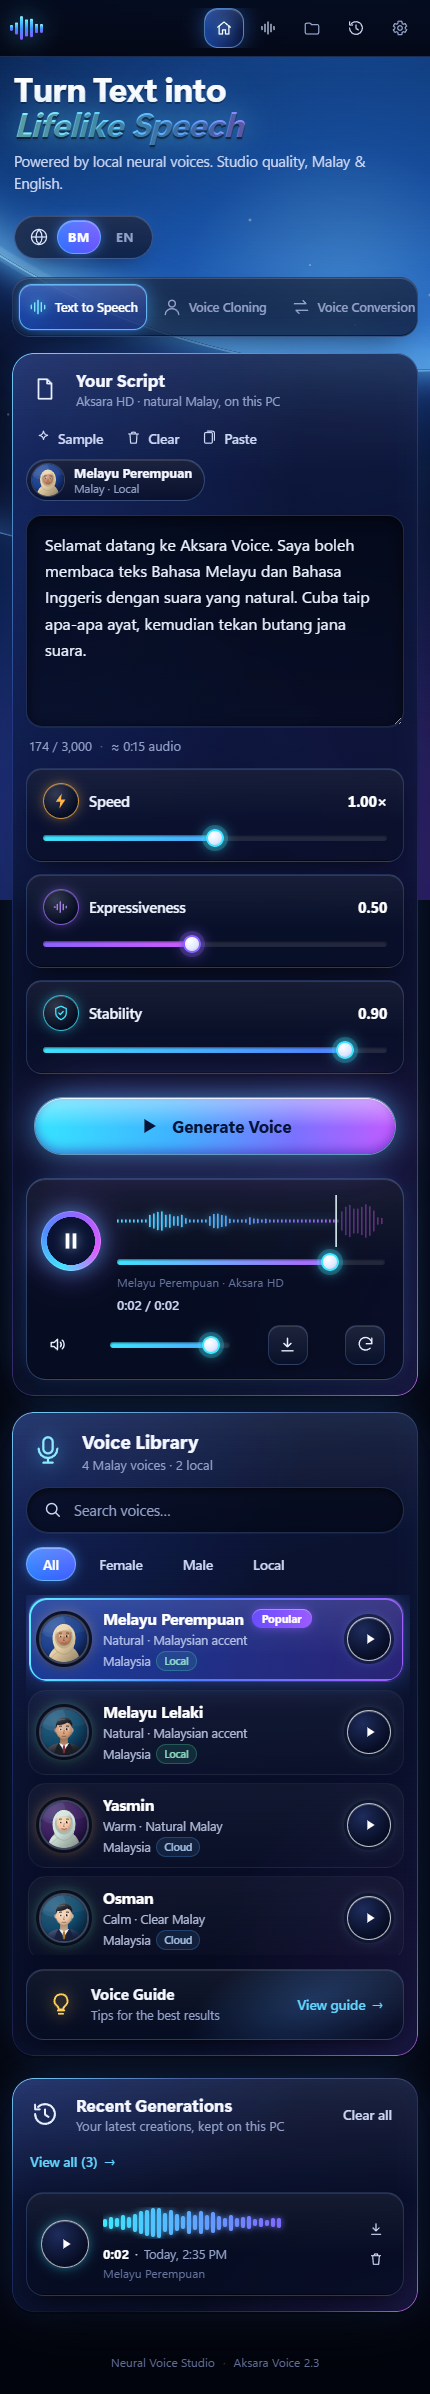 Turn Text into
Lifelike Speech
Powered by local neural voices. Studio quality, Malay &
English.
BM
EN
Text to Speech
Voice Cloning
Voice Conversion
Your Script
Aksara HD · natural Malay, on this PC
Sample
Clear
Paste
Melayu Perempuan
Malay · Local
Selamat datang ke Aksara Voice. Saya boleh
membaca teks Bahasa Melayu dan Bahasa
Inggeris dengan suara yang natural. Cuba taip
apa-apa ayat, kemudian tekan butang jana
suara.
174 / 3,000 · ≈ 0:15 audio
Speed
1.00×
Expressiveness
0.50
Stability
0.90
Generate Voice
Melayu Perempuan · Aksara HD
0:02 / 0:02
Voice Library
4 Malay voices · 2 local
Search voices...
All
Female
Male
Local
Melayu Perempuan Popular
Natural · Malaysian accent
Malaysia Local
Melayu Lelaki
Natural · Malaysian accent
Malaysia Local
Yasmin
Warm · Natural Malay
Malaysia Cloud
Osman
Calm · Clear Malay
Malaysia Cloud
Voice Guide
Tips for the best results
View guide →
Recent Generations
Your latest creations, kept on this PC
Clear all
View all (3) →
0:02 · Today, 2:35 PM
Melayu Perempuan
Neural Voice Studio · Aksara Voice 2.3